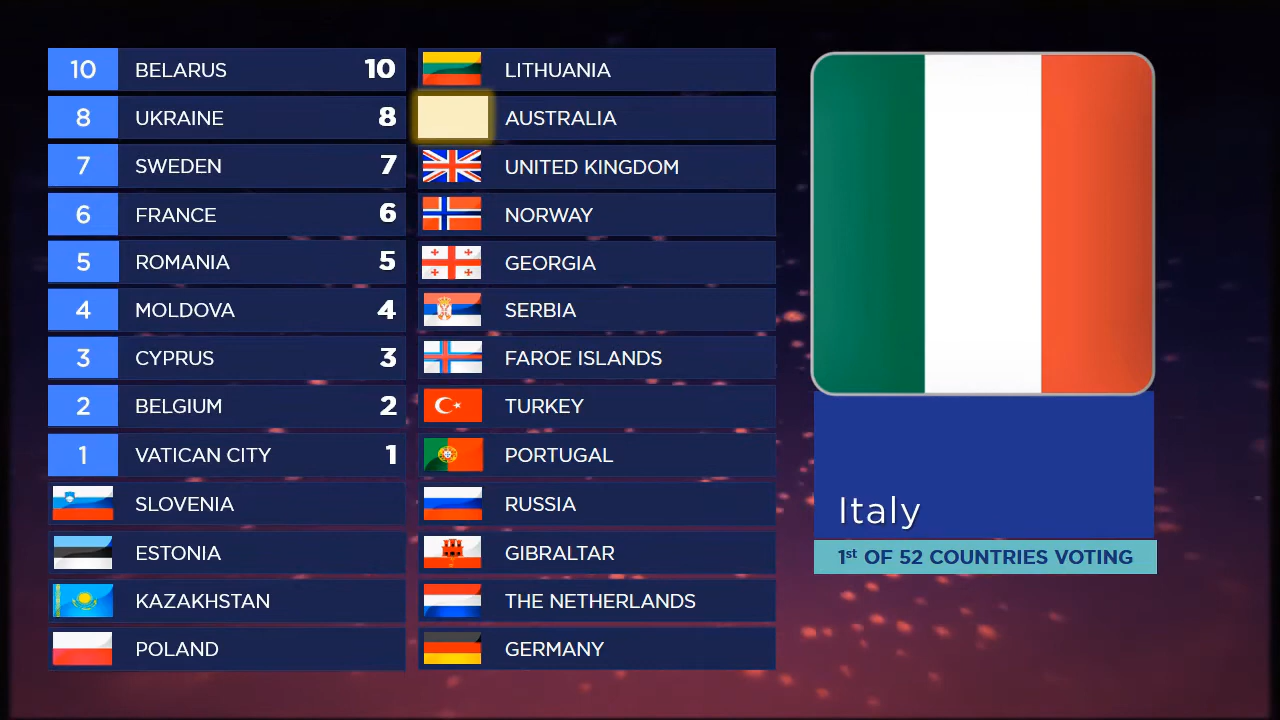 10 BELARUS 10
8 UKRAINE 8
7 SWEDEN 7
6 FRANCE 6
5 ROMANIA 5
4 MOLDOVA 4
3 CYPRUS 3
2 BELGIUM 2
1 VATICAN CITY 1
SLOVENIA
ESTONIA
KAZAKHSTAN
POLAND
LITHUANIA
AUSTRALIA
UNITED KINGDOM
NORWAY
GEORGIA
SERBIA
FAROE ISLANDS
TURKEY
PORTUGAL
RUSSIA
GIBRALTAR
THE NETHERLANDS
GERMANY
Italy
1st OF 52 COUNTRIES VOTING